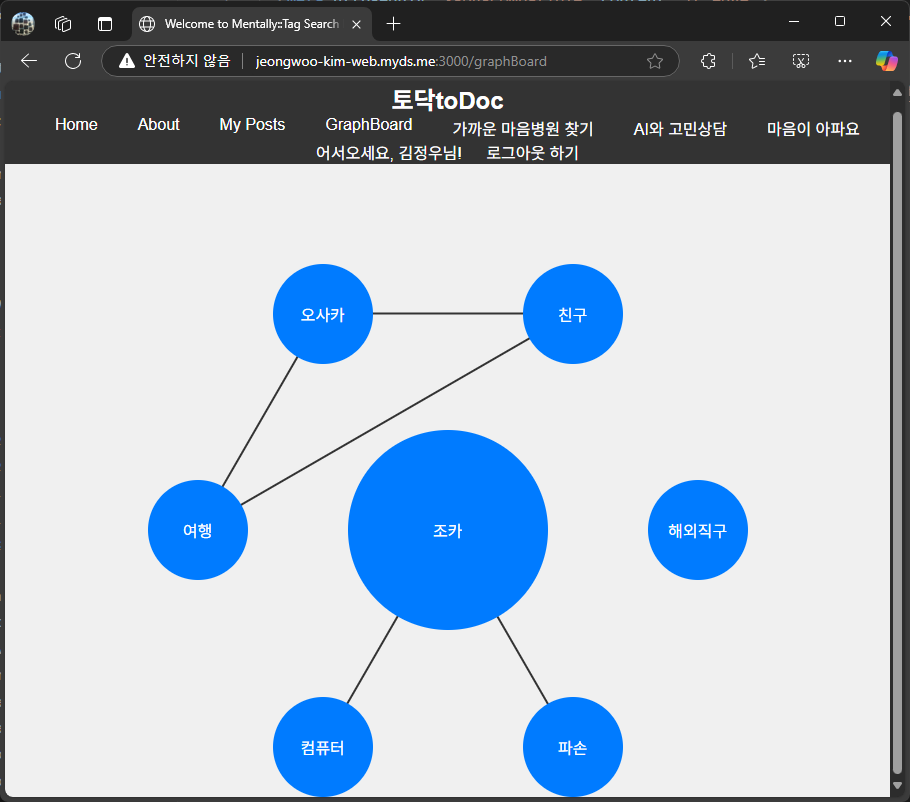 Welcome to Mentally::Tag Search
안전하지 않음
jeongwoo-kim-web.myds.me:3000/graphBoard
토닥toDoc
Home About My Posts GraphBoard 가까운 마음병원 찾기 AI와 고민상담 마음이 아파요
어서오세요, 김정우님! 로그아웃 하기
오사카
친구
여행
조카
해외직구
컴퓨터
파손